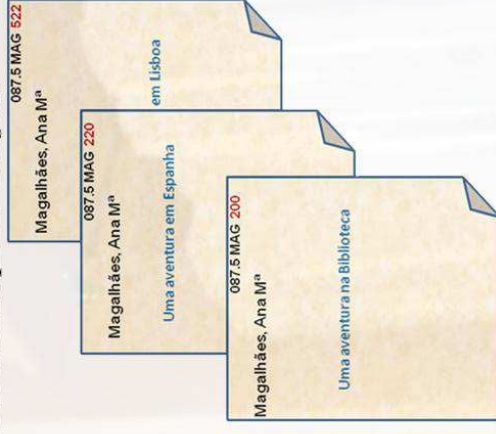 087.5 MAG 522
Magalhães, Ana Mª
em Lisboa
087.5 MAG 220
Magalhães, Ana Mª
Uma aventura em Espanha
087.5 MAG 200
Magalhães, Ana Mª
Uma aventura na Biblioteca